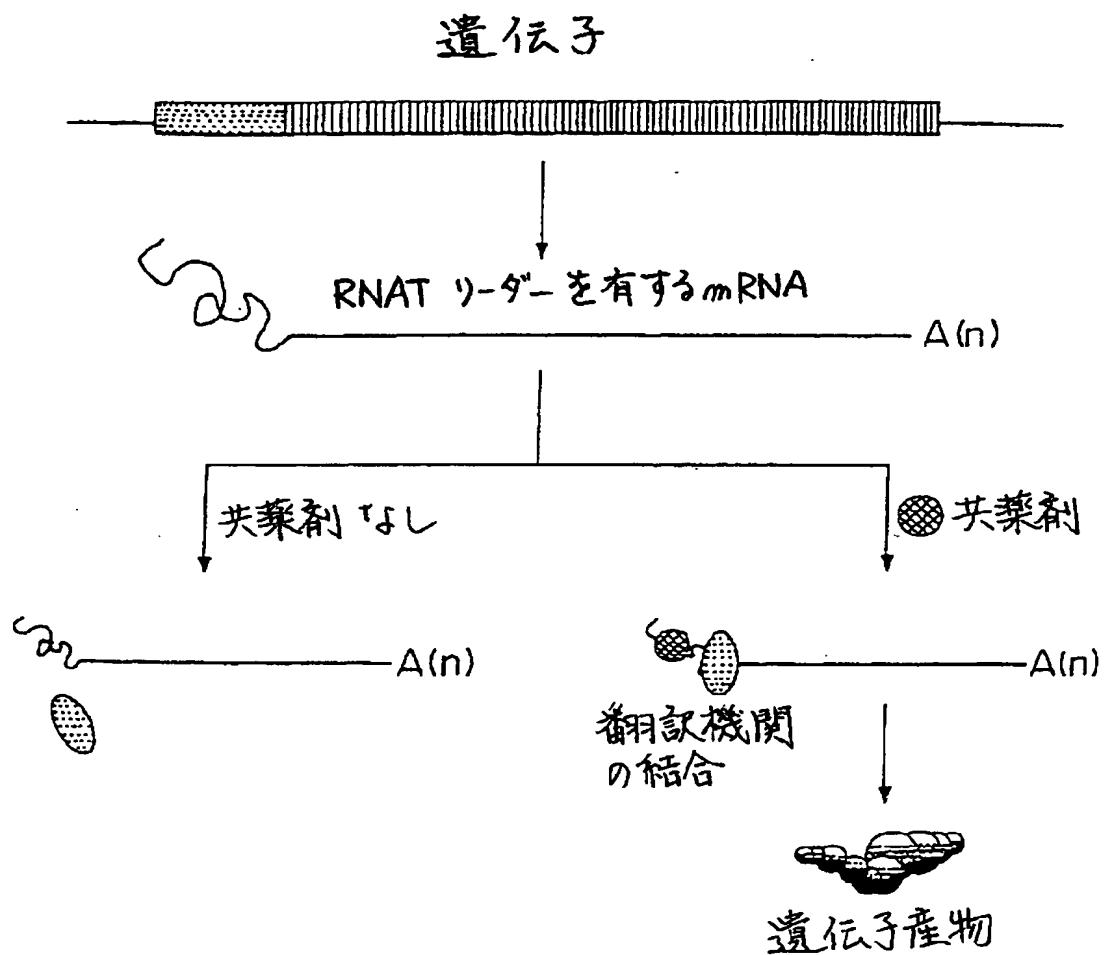 遺伝子
RNAT リーダーを有するmRNA
A(n)
共薬剤 なし
共薬剤
A(n)
A(n)
翻訳機関
の結合
遺伝子産物